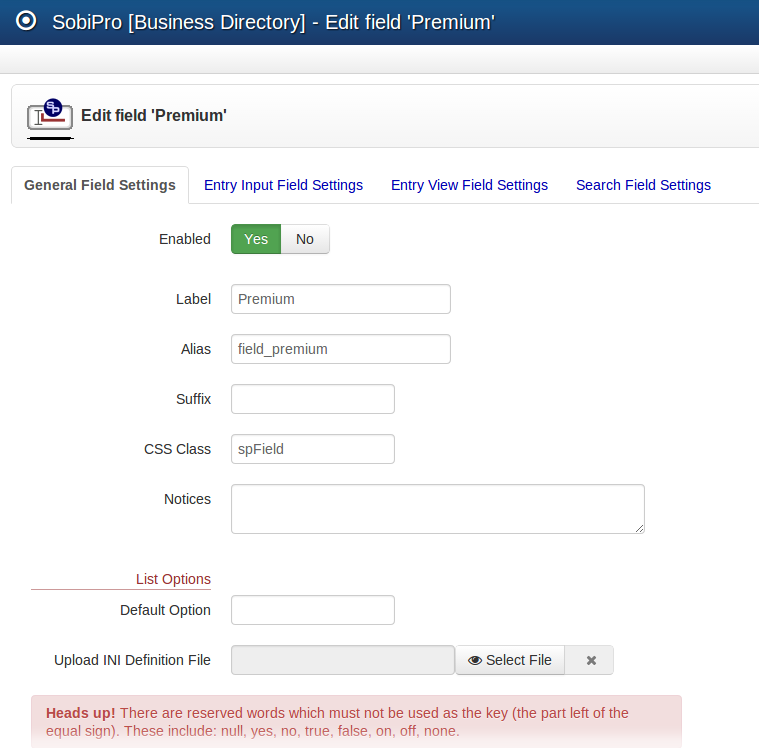 SobiPro [Business Directory] - Edit field 'Premium'
SP
Edit field 'Premium'
General Field Settings Entry Input Field Settings Entry View Field Settings Search Field Settings
Enabled Yes No
Label Premium
Alias field_premium
Suffix
CSS Class spField
Notices
List Options
Default Option
Upload INI Definition File Select File
Heads up! There are reserved words which must not be used as the key (the part left of the
equal sign). These include: null, yes, no, true, false, on, off, none.